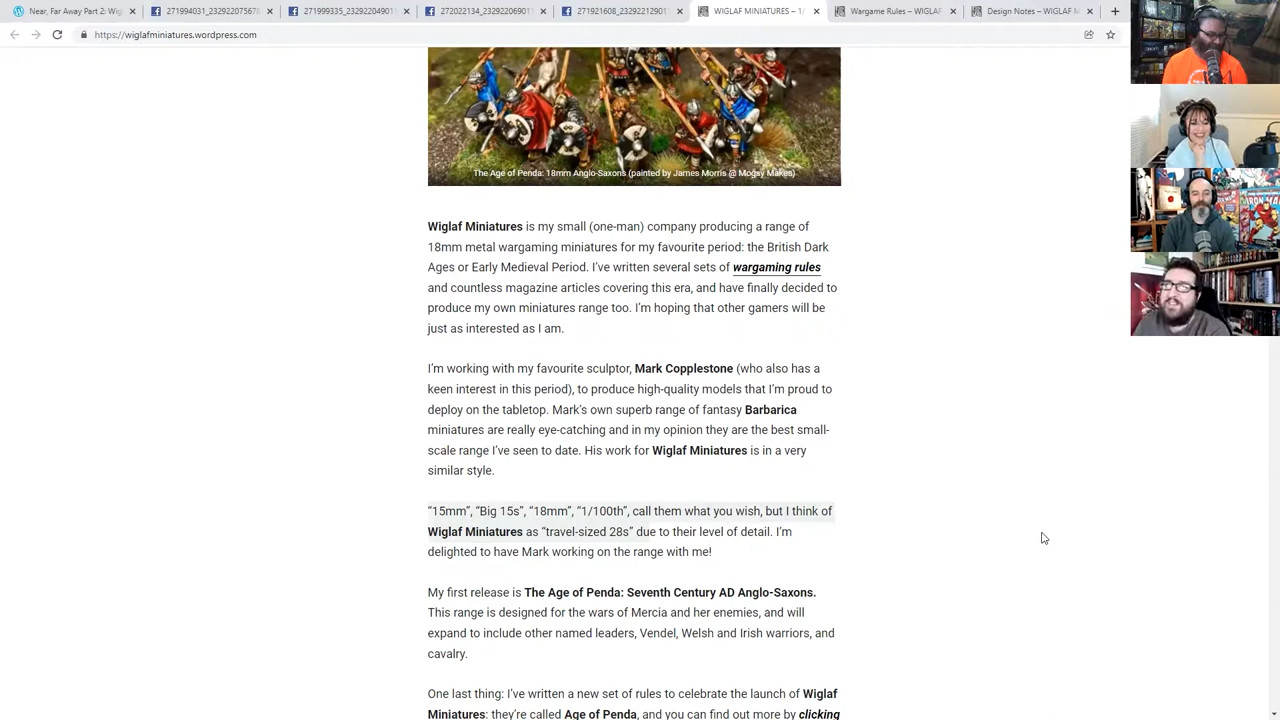 Near, Far Away Part 2: Wig
271994031_232922075678
271999335_232922049019
272022134_232922069011
271921608_232922129013
WIGLAF MINIATURES – 1/
Wargame Rules – WIGLAF
Design Notes – WIGLAF M
https://wiglafminiatures.wordpress.com
The Age of Penda: 18mm Anglo-Saxons (painted by James Morris @ Mogsy Makes)
Wiglaf Miniatures is my small (one-man) company producing a range of
18mm metal wargaming miniatures for my favourite period: the British Dark
Ages or Early Medieval Period. I've written several sets of wargaming rules
and countless magazine articles covering this era, and have finally decided to
produce my own miniatures range too. I'm hoping that other gamers will be
just as interested as I am.
I'm working with my favourite sculptor, Mark Copplestone (who also has a
keen interest in this period), to produce high-quality models that I'm proud to
deploy on the tabletop. Mark's own superb range of fantasy Barbarica
miniatures are really eye-catching and in my opinion they are the best small-
scale range I've seen to date. His work for Wiglaf Miniatures is in a very
similar style.
“15mm”, “Big 15s”, “18mm”, “1/100th”, call them what you wish, but I think of
Wiglaf Miniatures as “travel-sized 28s” due to their level of detail. I'm
delighted to have Mark working on the range with me!
My first release is The Age of Penda: Seventh Century AD Anglo-Saxons.
This range is designed for the wars of Mercia and her enemies, and will
expand to include other named leaders, Vendel, Welsh and Irish warriors, and
cavalry.
One last thing: I've written a new set of rules to celebrate the launch of Wiglaf
Miniatures: they're called Age of Penda, and you can find out more by clicking